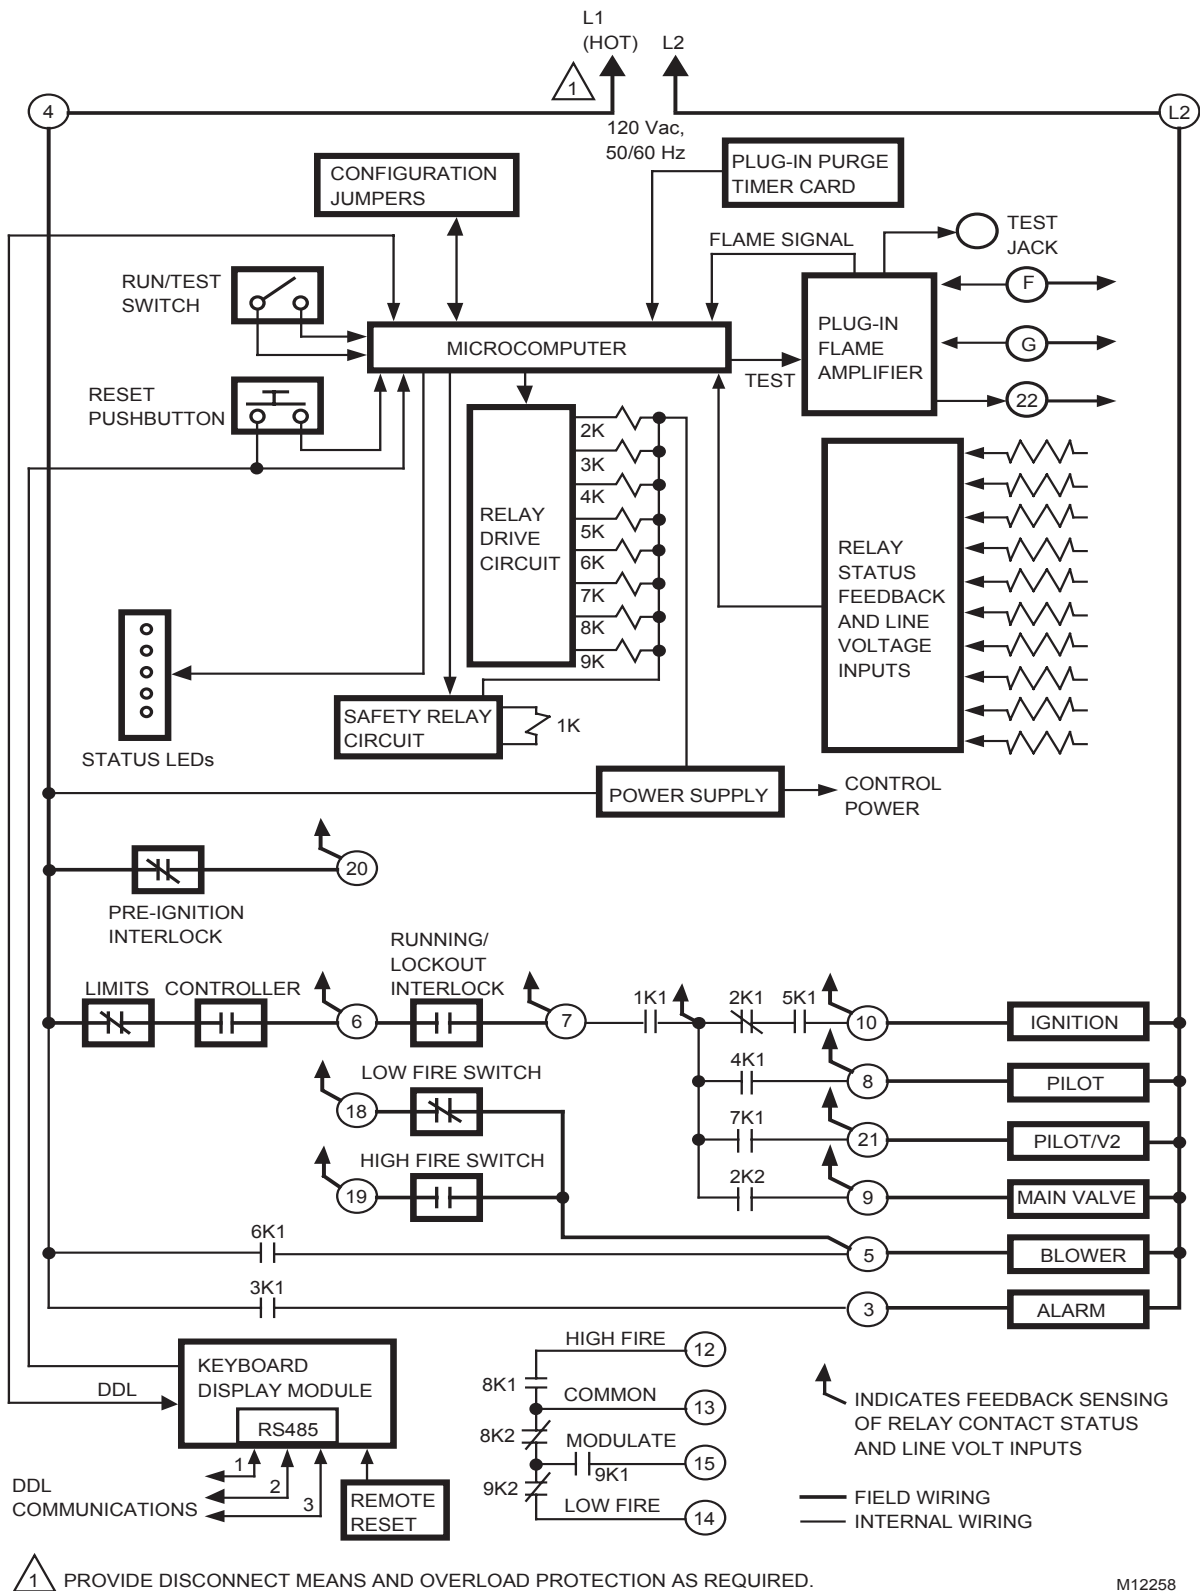 L1
(HOT)
L2
1
4
L2
120 Vac,
50/60 Hz
CONFIGURATION
JUMPERS
PLUG-IN PURGE
TIMER CARD
FLAME SIGNAL
TEST
JACK
RUN/TEST
SWITCH
F
MICROCOMPUTER
PLUG-IN
FLAME
AMPLIFIER
G
TEST
22
RESET
PUSHBUTTON
2K
3K
4K
5K
6K
7K
8K
9K
RELAY
DRIVE
CIRCUIT
RELAY
STATUS
FEEDBACK
AND LINE
VOLTAGE
INPUTS
STATUS LEDs
SAFETY RELAY
CIRCUIT
1K
POWER SUPPLY
CONTROL
POWER
20
PRE-IGNITION
INTERLOCK
LIMITS
CONTROLLER
6
RUNNING/
LOCKOUT
INTERLOCK
7
1K1
2K1
5K1
10
IGNITION
LOW FIRE SWITCH
18
4K1
8
PILOT
7K1
21
PILOT/V2
HIGH FIRE SWITCH
19
2K2
9
MAIN VALVE
6K1
5
BLOWER
3K1
3
ALARM
KEYBOARD
DISPLAY MODULE
DDL
RS485
1
2
3
DDL
COMMUNICATIONS
REMOTE
RESET
HIGH FIRE
12
8K1
COMMON
13
8K2
MODULATE
15
9K1
9K2
LOW FIRE
14
INDICATES FEEDBACK SENSING
OF RELAY CONTACT STATUS
AND LINE VOLT INPUTS
FIELD WIRING
INTERNAL WIRING
1 PROVIDE DISCONNECT MEANS AND OVERLOAD PROTECTION AS REQUIRED.
M12258